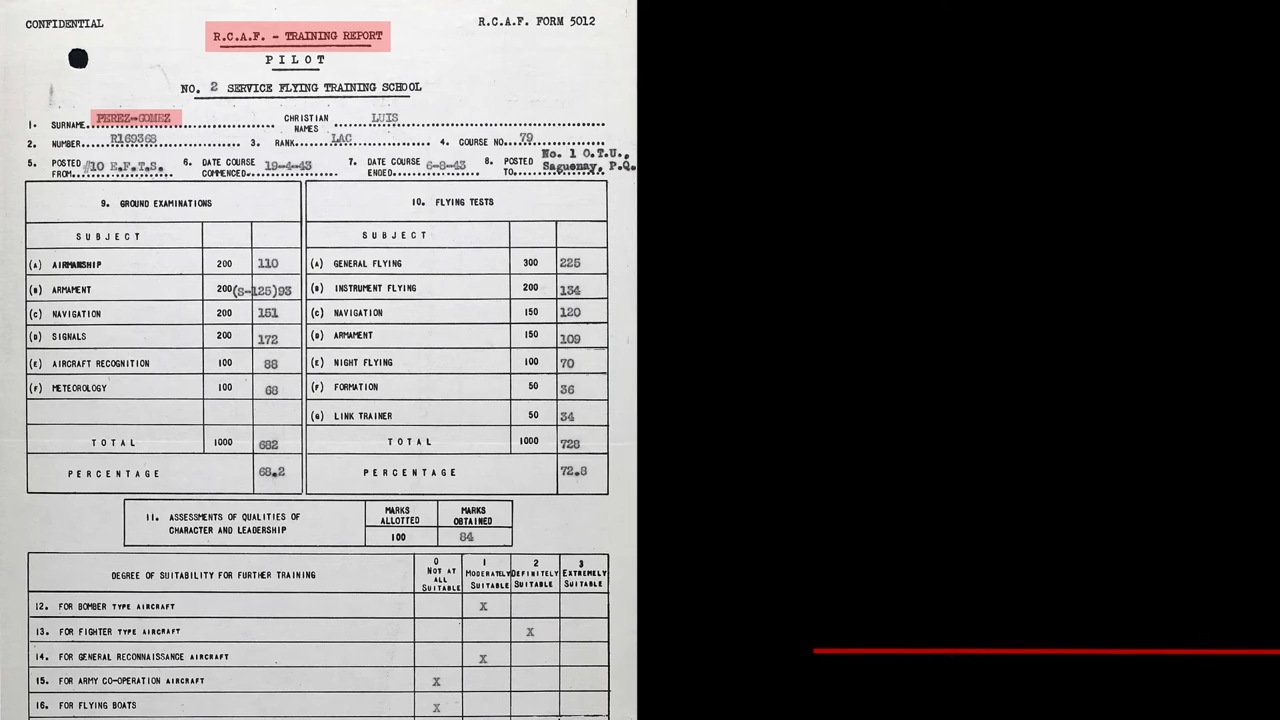 CONFIDENTIAL R.C.A.F. FORM 5012
R.C.A.F. - TRAINING REPORT
PILOT
NO. 2 SERVICE FLYING TRAINING SCHOOL
1. SURNAME PEREZ-GOMEZ CHRISTIAN NAMES LUIS
2. NUMBER R169368 3. RANK LAC 4. COURSE NO. 79
5. POSTED FROM #10 E.F.T.S. 6. DATE COURSE COMMENCED 19-4-43 7. DATE COURSE ENDED 6-8-43 8. POSTED TO No. 1 O.T.U., Saguenay, P.Q.
9. GROUND EXAMINATIONS
SUBJECT
(A) AIRMANSHIP 200 110
(B) ARMAMENT 200 (S-125)93
(C) NAVIGATION 200 151
(D) SIGNALS 200 172
(E) AIRCRAFT RECOGNITION 100 88
(F) METEOROLOGY 100 68
TOTAL 1000 682
PERCENTAGE 68.2
10. FLYING TESTS
SUBJECT
(A) GENERAL FLYING 300 225
(B) INSTRUMENT FLYING 200 134
(C) NAVIGATION 150 120
(D) ARMAMENT 150 109
(E) NIGHT FLYING 100 70
(F) FORMATION 50 36
(G) LINK TRAINER 50 34
TOTAL 1000 728
PERCENTAGE 72.8
11. ASSESSMENTS OF QUALITIES OF CHARACTER AND LEADERSHIP
MARKS ALLOTTED MARKS OBTAINED
100 84
DEGREE OF SUITABILITY FOR FURTHER TRAINING
0 NOT AT ALL SUITABLE 1 MODERATELY SUITABLE 2 DEFINITELY SUITABLE 3 EXTREMELY SUITABLE
12. FOR BOMBER TYPE AIRCRAFT X
13. FOR FIGHTER TYPE AIRCRAFT X
14. FOR GENERAL RECONNAISSANCE AIRCRAFT X
15. FOR ARMY CO-OPERATION AIRCRAFT X
16. FOR FLYING BOATS X